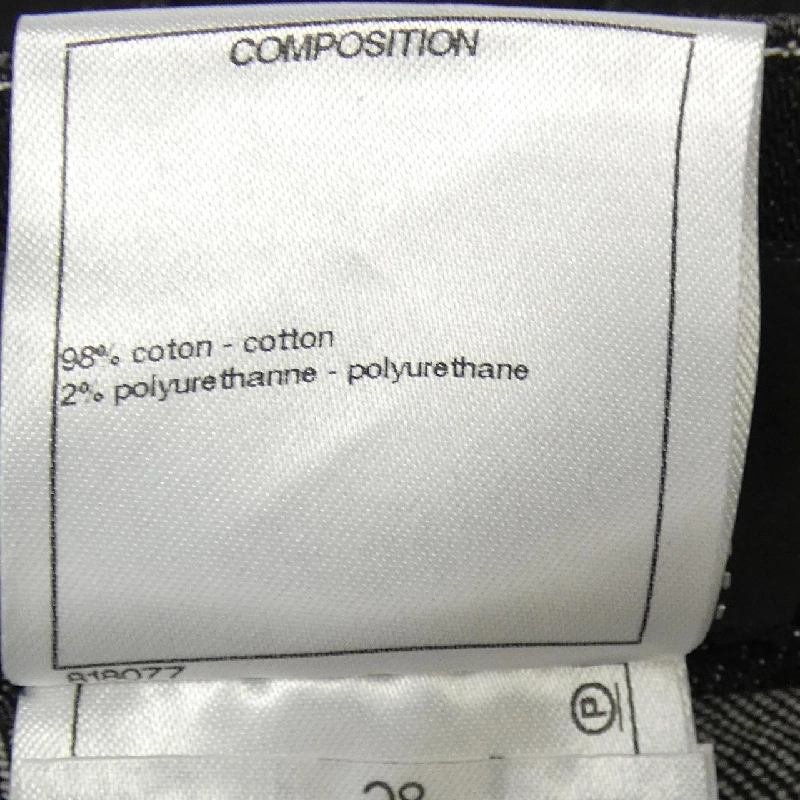 COMPOSITION
98% coton - cotton
2% polyurethanne - polyurethane
P